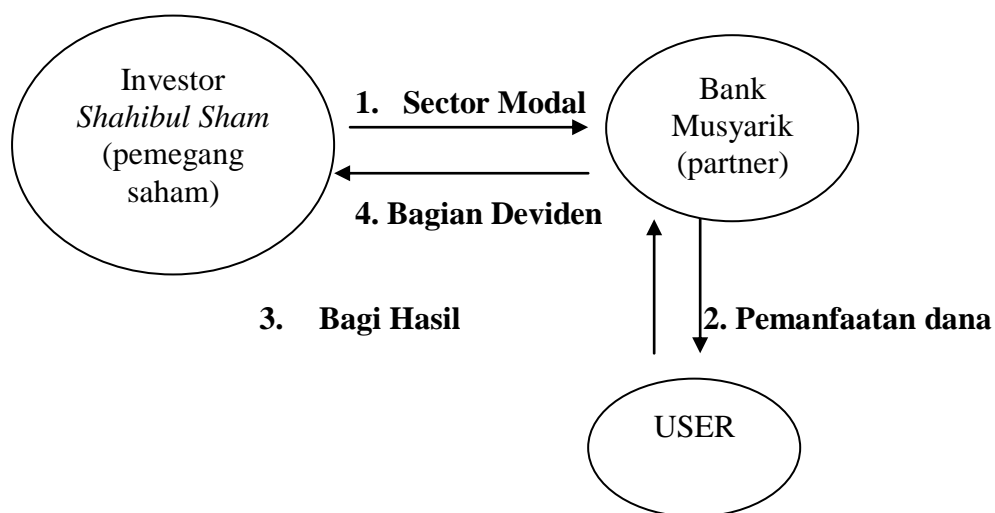 Investor
Shahibul Sham
(pemegang
saham)
1. Sector Modal
Bank
Musyarik
(partner)
4. Bagian Deviden
3. Bagi Hasil
2. Pemanfaatan dana
USER